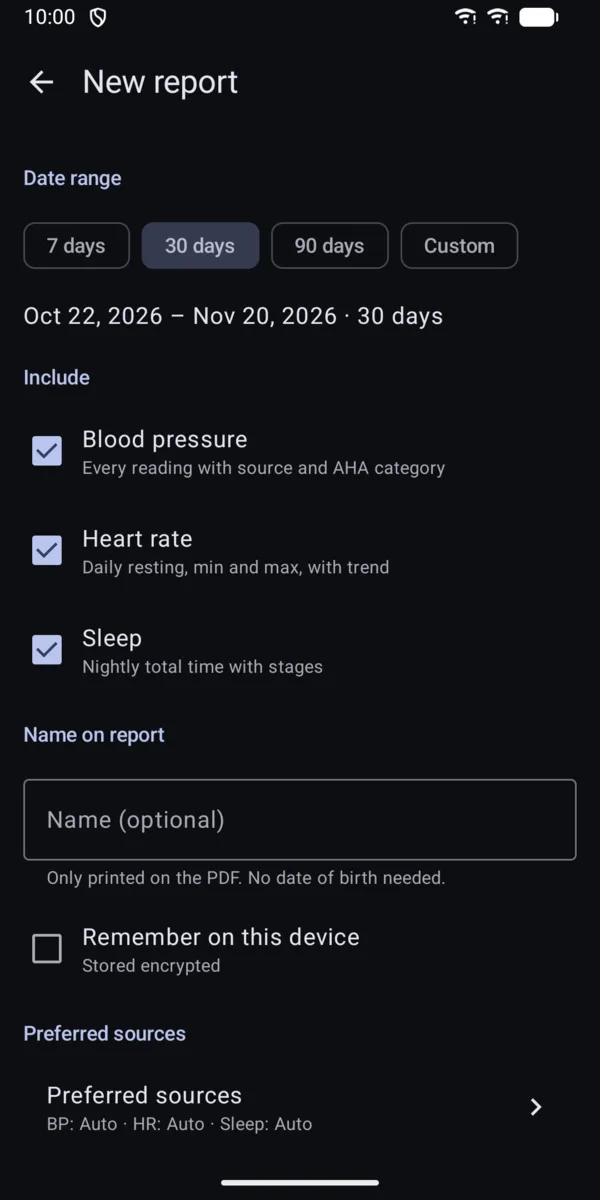 10:00
New report
Date range
7 days
30 days
90 days
Custom
Oct 22, 2026 – Nov 20, 2026 · 30 days
Include
Blood pressure
Every reading with source and AHA category
Heart rate
Daily resting, min and max, with trend
Sleep
Nightly total time with stages
Name on report
Name (optional)
Only printed on the PDF. No date of birth needed.
Remember on this device
Stored encrypted
Preferred sources
Preferred sources
BP: Auto · HR: Auto · Sleep: Auto